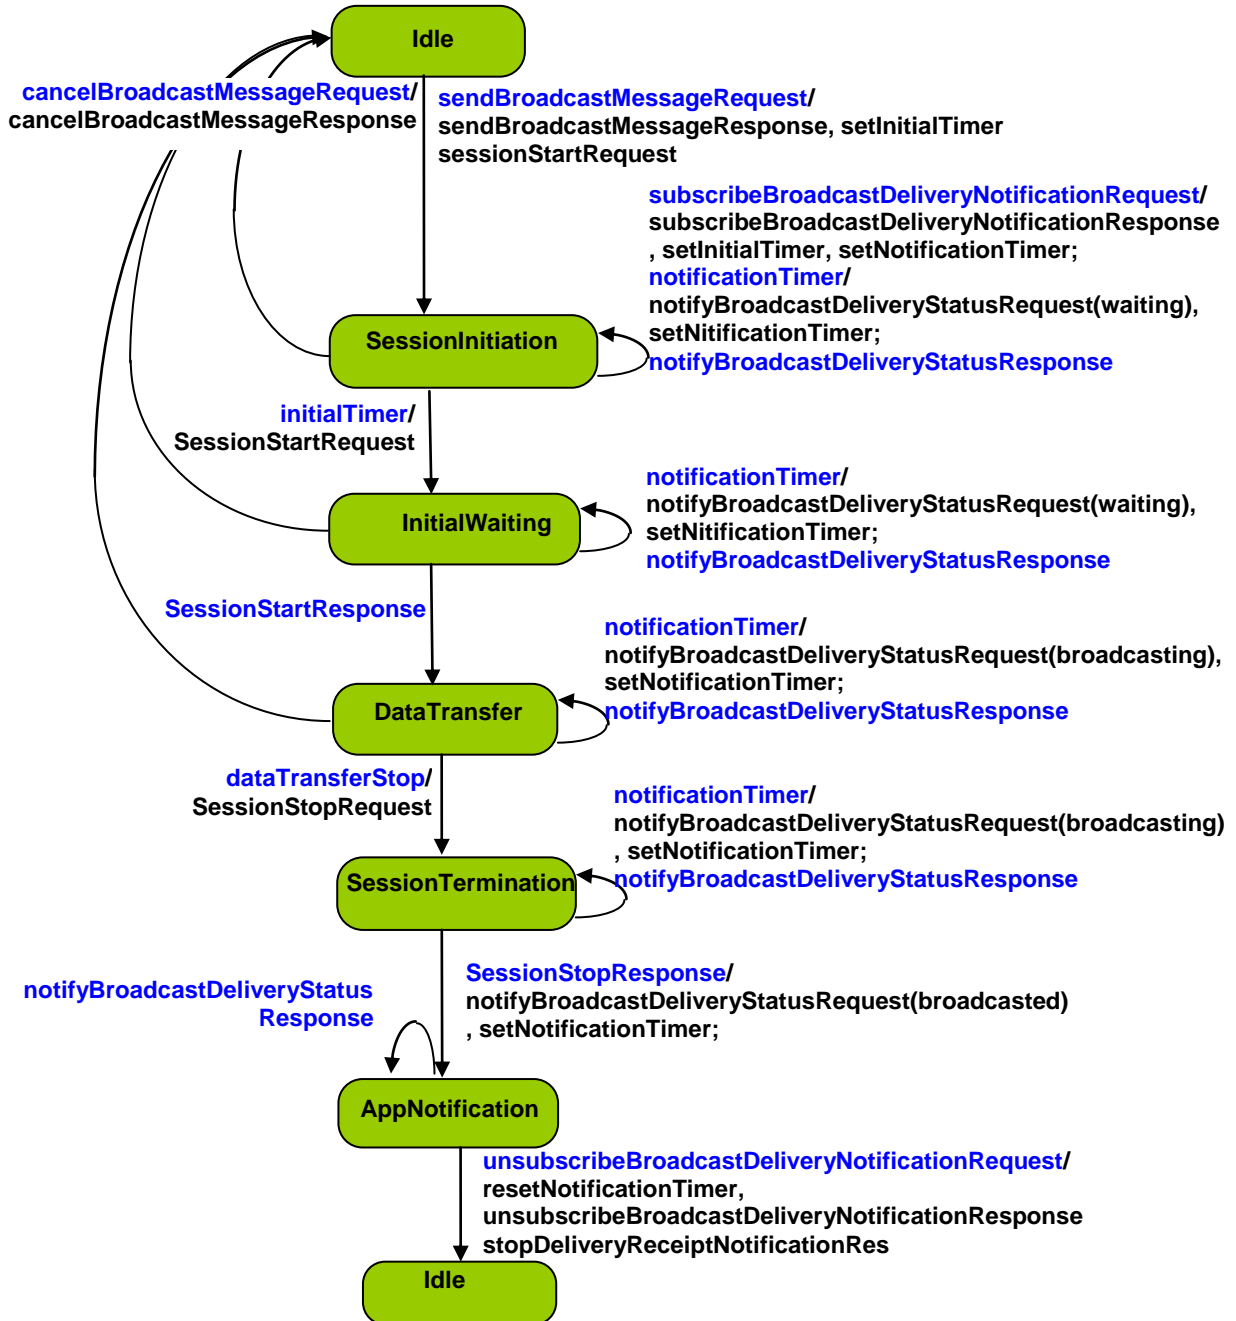 Idle
cancelBroadcastMessageRequest/
cancelBroadcastMessageResponse
sendBroadcastMessageRequest/
sendBroadcastMessageResponse, setInitialTimer
sessionStartRequest
subscribeBroadcastDeliveryNotificationRequest/
subscribeBroadcastDeliveryNotificationResponse
, setInitialTimer, setNotificationTimer;
notificationTimer/
notifyBroadcastDeliveryStatusRequest(waiting),
setNitificationTimer;
notifyBroadcastDeliveryStatusResponse
SessionInitiation
initialTimer/
SessionStartRequest
notificationTimer/
notifyBroadcastDeliveryStatusRequest(waiting),
setNitificationTimer;
notifyBroadcastDeliveryStatusResponse
InitialWaiting
SessionStartResponse
notificationTimer/
notifyBroadcastDeliveryStatusRequest(broadcasting),
setNotificationTimer;
notifyBroadcastDeliveryStatusResponse
DataTransfer
dataTransferStop/
SessionStopRequest
notificationTimer/
notifyBroadcastDeliveryStatusRequest(broadcasting)
, setNotificationTimer;
notifyBroadcastDeliveryStatusResponse
SessionTermination
notifyBroadcastDeliveryStatus
Response
SessionStopResponse/
notifyBroadcastDeliveryStatusRequest(broadcasted)
, setNotificationTimer;
AppNotification
unsubscribeBroadcastDeliveryNotificationRequest/
resetNotificationTimer,
unsubscribeBroadcastDeliveryNotificationResponse
stopDeliveryReceiptNotificationRes
Idle